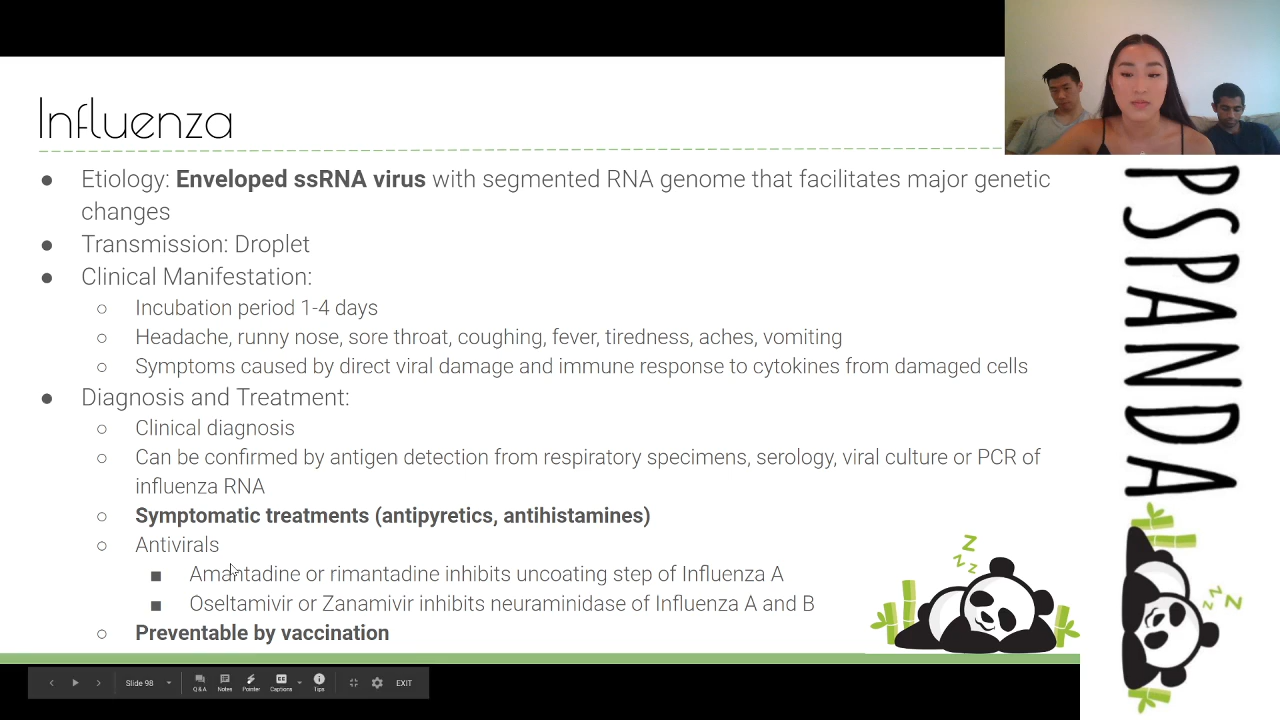 Influenza
● Etiology: Enveloped ssRNA virus with segmented RNA genome that facilitates major genetic
changes
● Transmission: Droplet
● Clinical Manifestation:
○ Incubation period 1-4 days
○ Headache, runny nose, sore throat, coughing, fever, tiredness, aches, vomiting
○ Symptoms caused by direct viral damage and immune response to cytokines from damaged cells
● Diagnosis and Treatment:
○ Clinical diagnosis
○ Can be confirmed by antigen detection from respiratory specimens, serology, viral culture or PCR of
influenza RNA
○ Symptomatic treatments (antipyretics, antihistamines)
○ Antivirals
■ Amantadine or rimantadine inhibits uncoating step of Influenza A
■ Oseltamivir or Zanamivir inhibits neuraminidase of Influenza A and B
○ Preventable by vaccination
PSPANDA
z z z
z z z
Slide 98
Q&A Notes Pointer Captions Tips EXIT